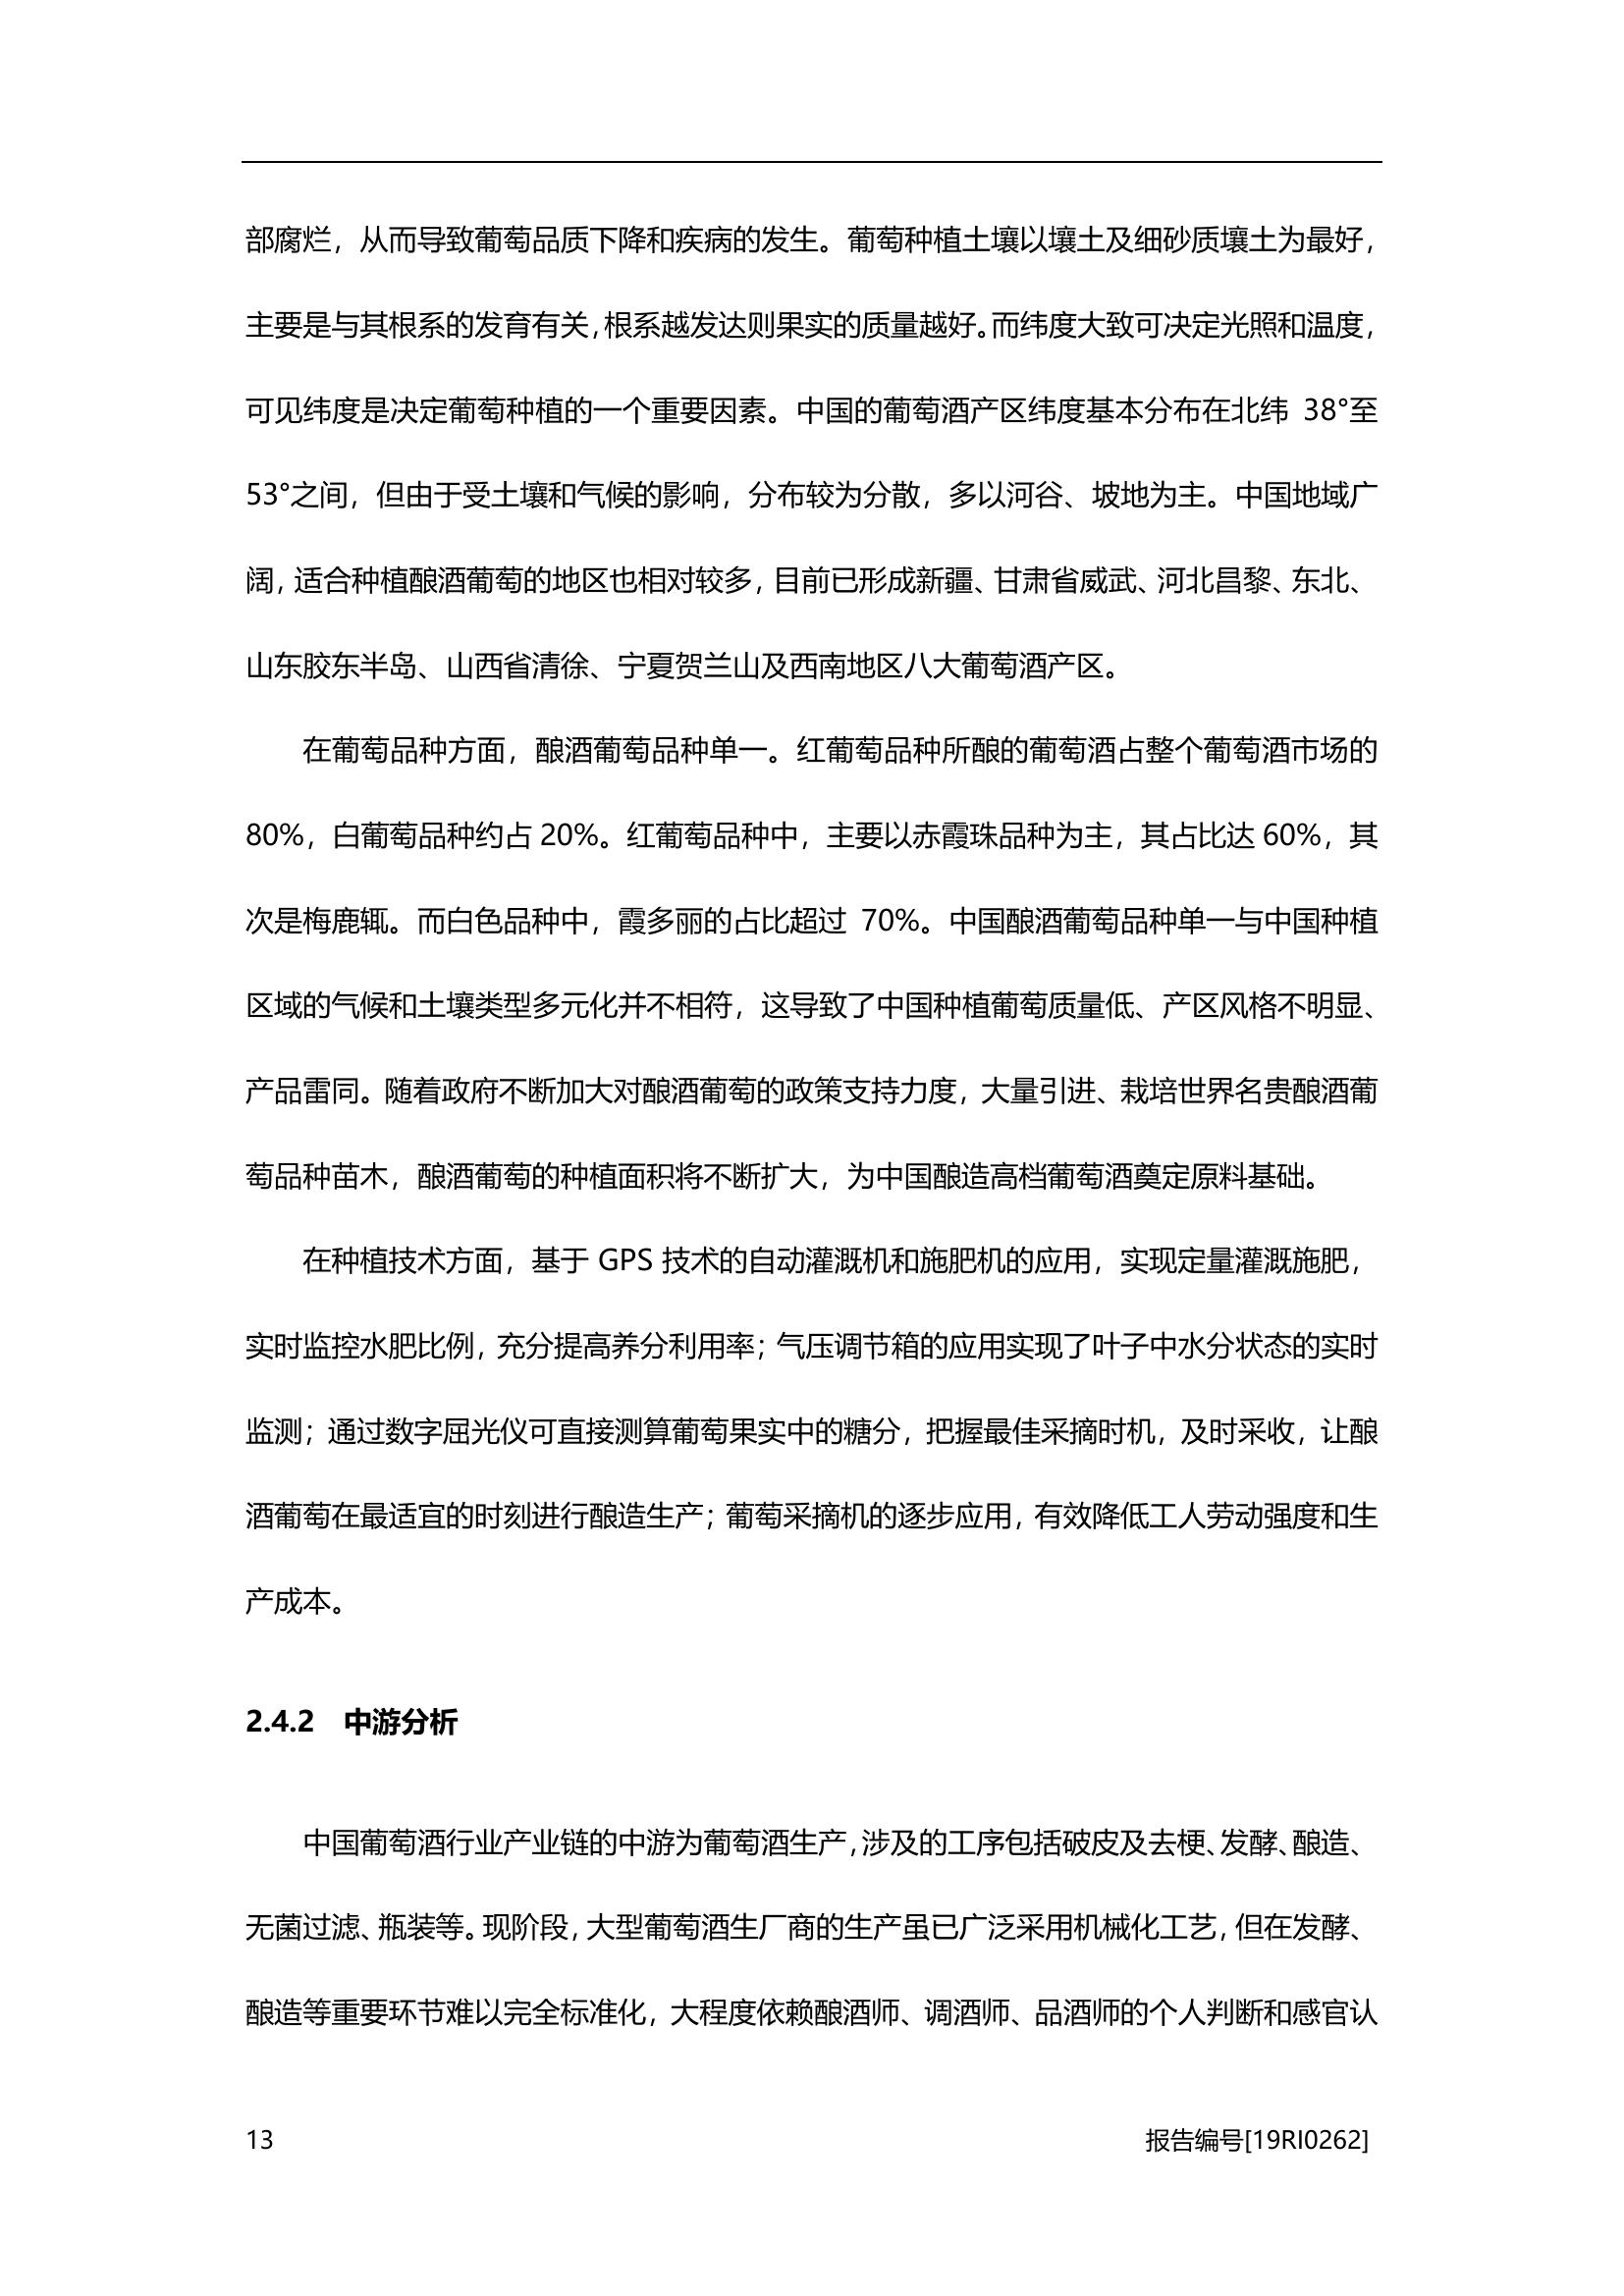 部腐烂，从而导致葡萄品质下降和疾病的发生。葡萄种植土壤以壤土及细砂质壤土为最好，
主要是与其根系的发育有关，根系越发达则果实的质量越好。而纬度大致可决定光照和温度，
可见纬度是决定葡萄种植的一个重要因素。中国的葡萄酒产区纬度基本分布在北纬 38°至
53°之间，但由于受土壤和气候的影响，分布较为分散，多以河谷、坡地为主。中国地域广
阔，适合种植酿酒葡萄的地区也相对较多，目前已形成新疆、甘肃省威武、河北昌黎、东北、
山东胶东半岛、山西省清徐、宁夏贺兰山及西南地区八大葡萄酒产区。
在葡萄品种方面，酿酒葡萄品种单一。红葡萄品种所酿的葡萄酒占整个葡萄酒市场的
80%，白葡萄品种约占 20%。红葡萄品种中，主要以赤霞珠品种为主，其占比达 60%，其
次是梅鹿辄。而白色品种中，霞多丽的占比超过 70%。中国酿酒葡萄品种单一与中国种植
区域的气候和土壤类型多元化并不相符，这导致了中国种植葡萄质量低、产区风格不明显、
产品雷同。随着政府不断加大对酿酒葡萄的政策支持力度，大量引进、栽培世界名贵酿酒葡
萄品种苗木，酿酒葡萄的种植面积将不断扩大，为中国酿造高档葡萄酒奠定原料基础。
在种植技术方面，基于 GPS 技术的自动灌溉机和施肥机的应用，实现定量灌溉施肥，
实时监控水肥比例，充分提高养分利用率；气压调节箱的应用实现了叶子中水分状态的实时
监测；通过数字屈光仪可直接测算葡萄果实中的糖分，把握最佳采摘时机，及时采收，让酿
酒葡萄在最适宜的时刻进行酿造生产；葡萄采摘机的逐步应用，有效降低工人劳动强度和生
产成本。
2.4.2 中游分析
中国葡萄酒行业产业链的中游为葡萄酒生产，涉及的工序包括破皮及去梗、发酵、酿造、
无菌过滤、瓶装等。现阶段，大型葡萄酒生厂商的生产虽已广泛采用机械化工艺，但在发酵、
酿造等重要环节难以完全标准化，大程度依赖酿酒师、调酒师、品酒师的个人判断和感官认
13 报告编号[19RI0262]